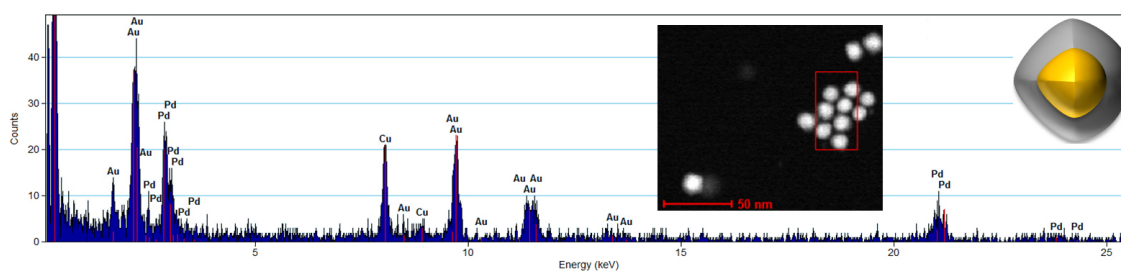 Au
Au
Pd
Pd
Au
Pd
Pd
Au
Pd
Pd
Pd
Pd
Cu
Au
Cu
Au
Au
Au
Au Au
Au
Au Au
Pd
Pd
Pd Pd
Counts
40
30
20
10
0
5
10
15
20
25
Energy (keV)
50 nm